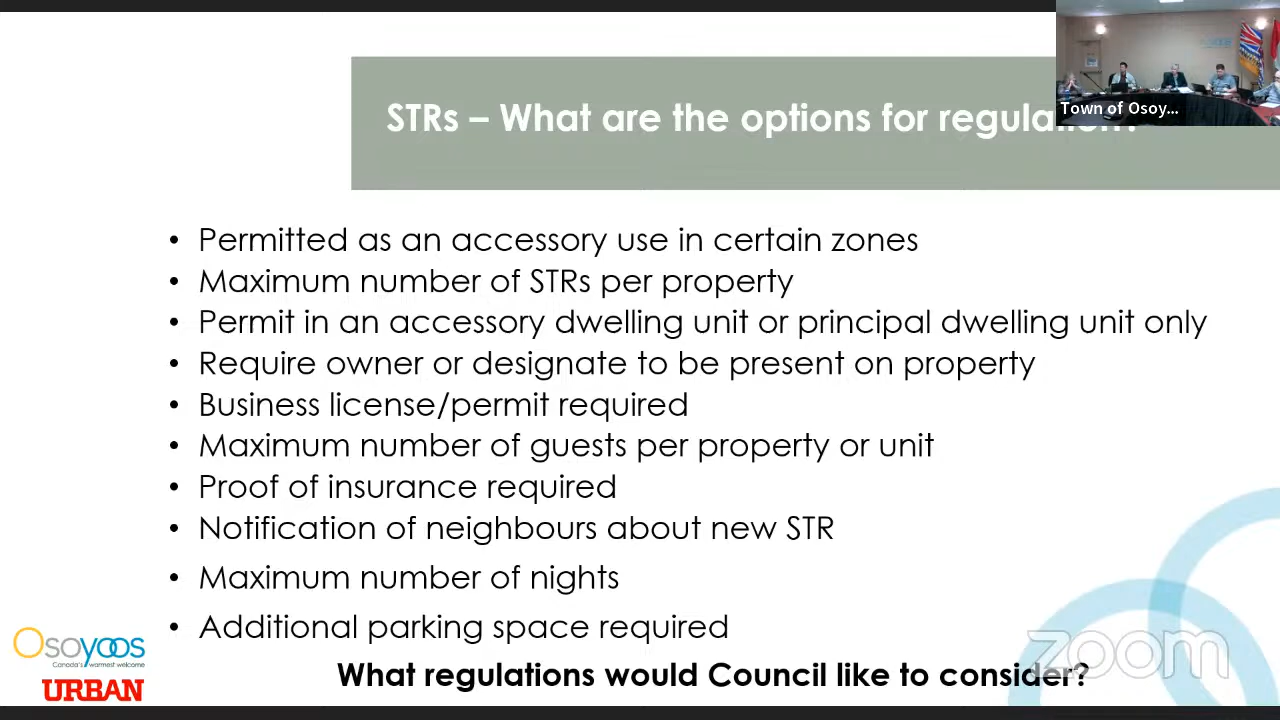 STRs – What are the options for regulation?
Town of Osoy...
• Permitted as an accessory use in certain zones
• Maximum number of STRs per property
• Permit in an accessory dwelling unit or principal dwelling unit only
• Require owner or designate to be present on property
• Business license/permit required
• Maximum number of guests per property or unit
• Proof of insurance required
• Notification of neighbours about new STR
• Maximum number of nights
• Additional parking space required
Osoyoos
Canada's warmest welcome
URBAN
What regulations would Council like to consider?
zoom